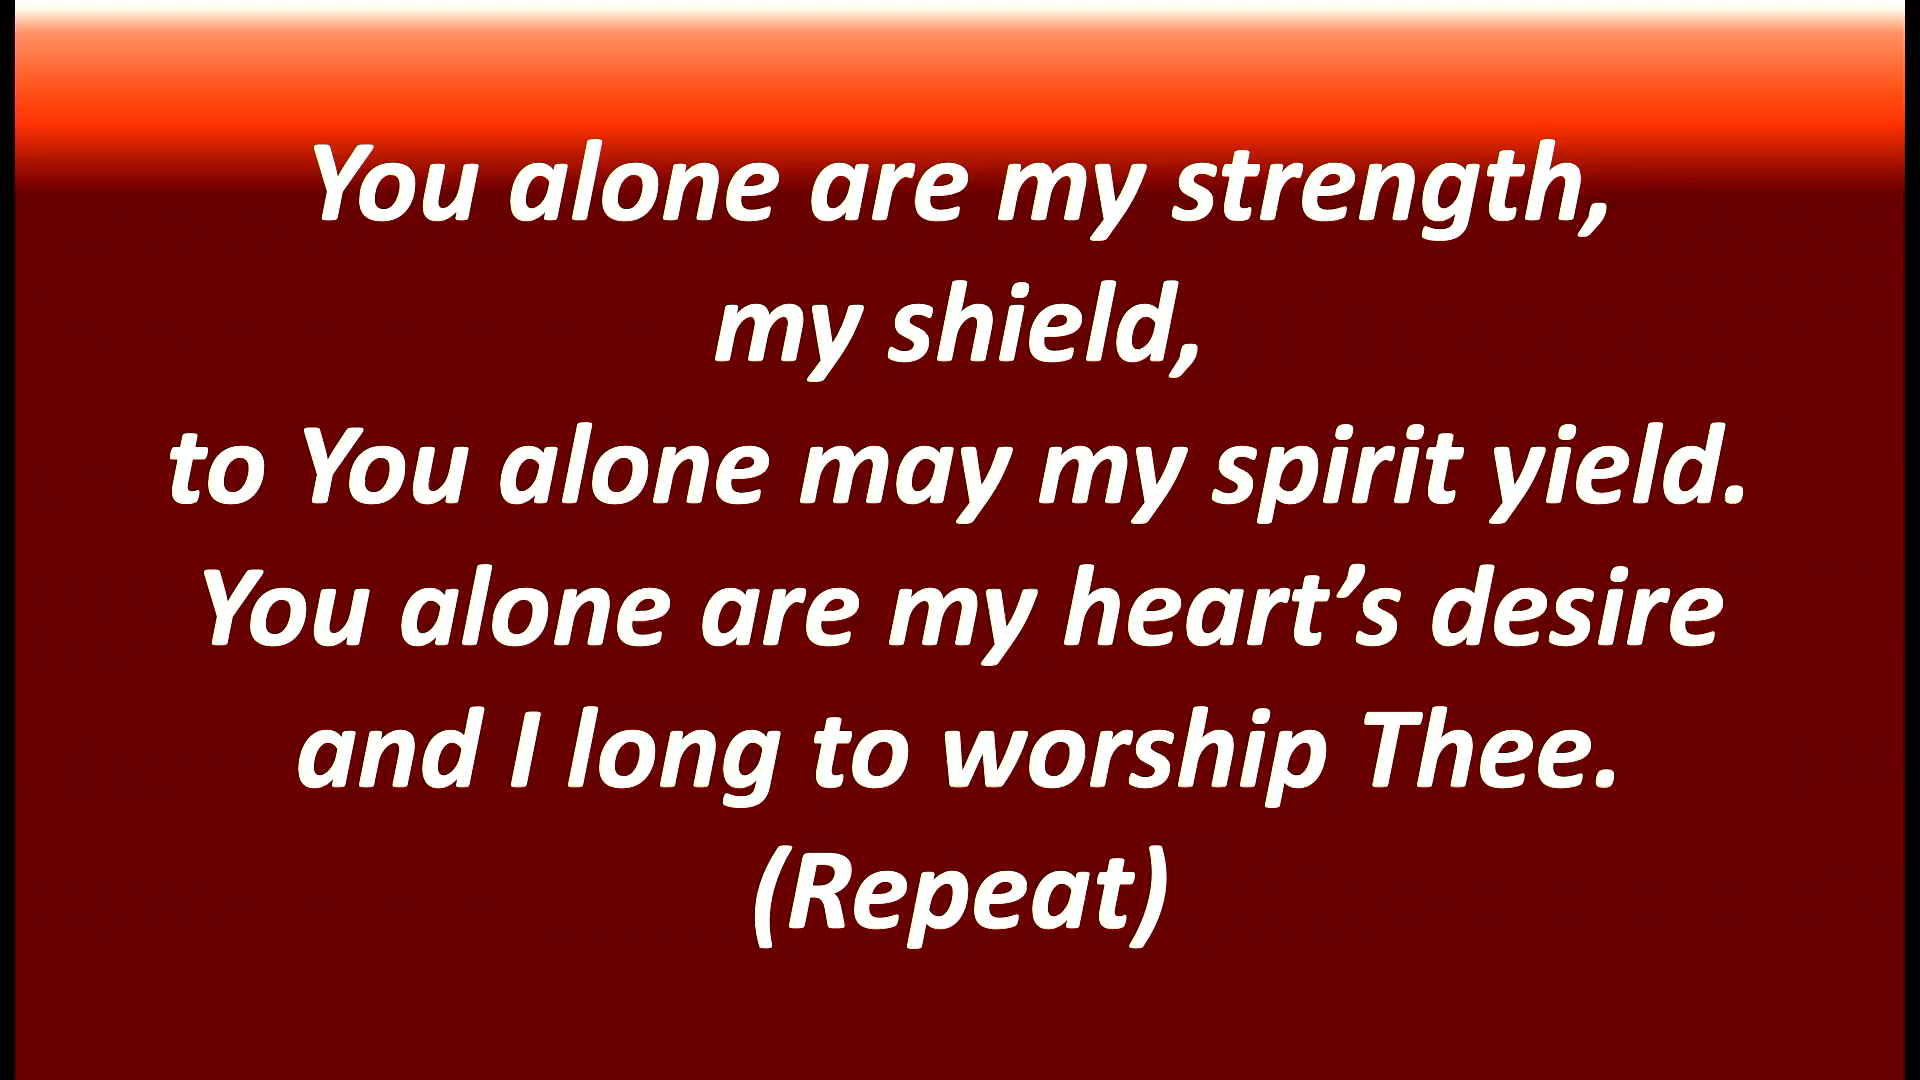 You alone are my strength,
my shield,
to You alone may my spirit yield.
You alone are my heart’s desire
and I long to worship Thee.
(Repeat)